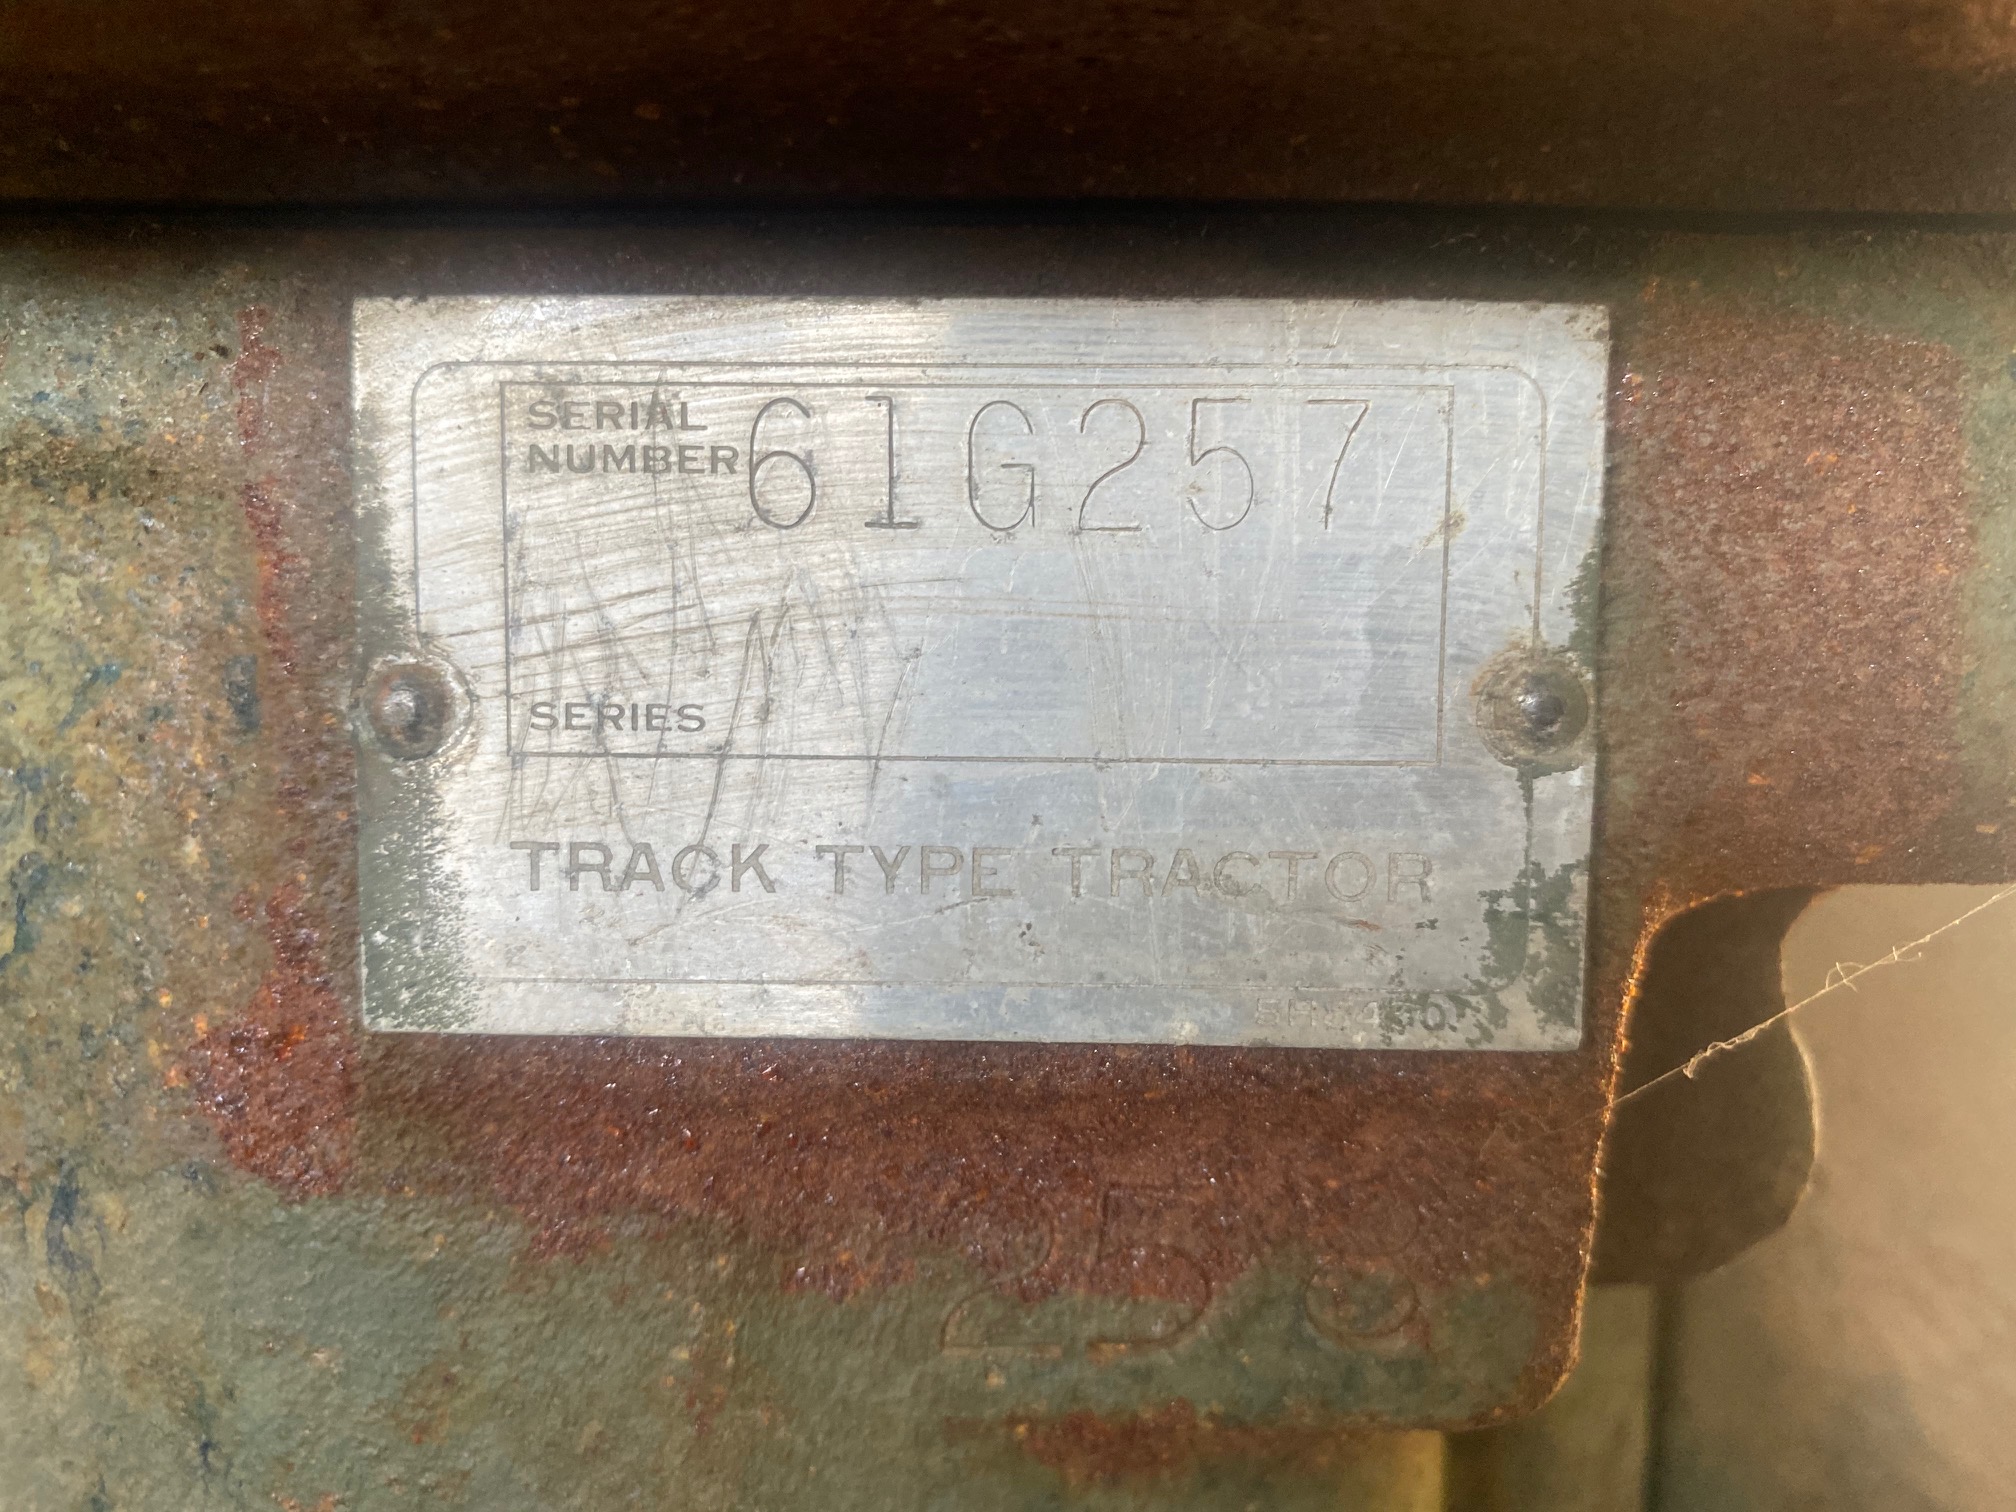 SERIAL
NUMBER 61G257
SERIES
TRACK TYPE TRACTOR